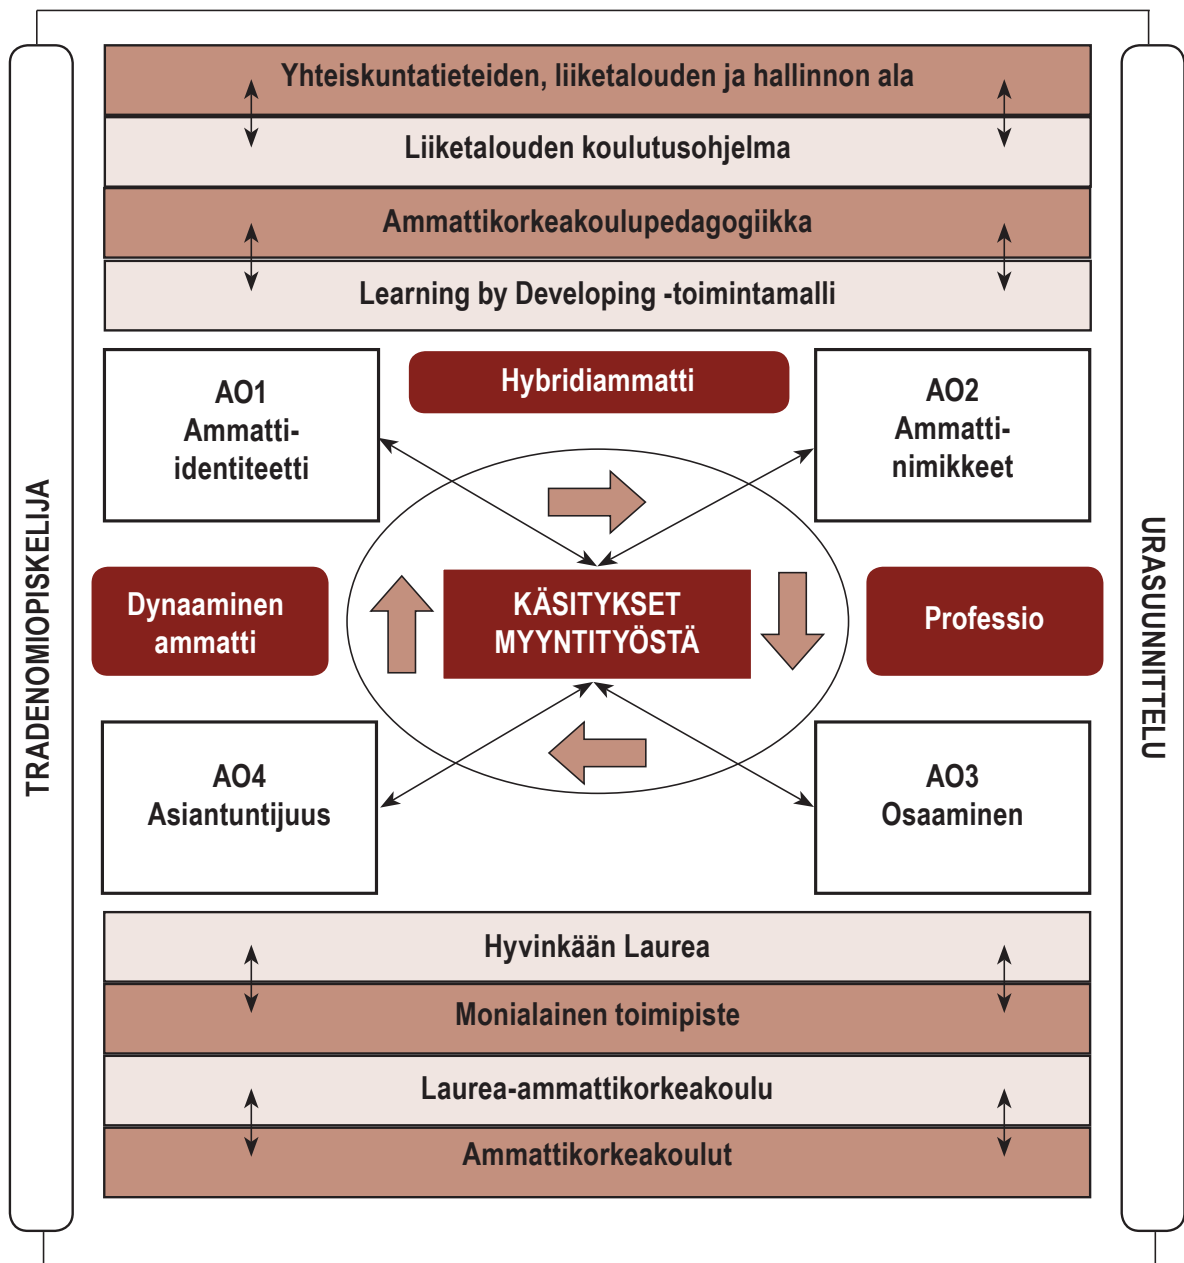 Yhteiskuntatieteiden, liiketalouden ja hallinnon ala
Liiketalouden koulutusohjelma
Ammattikorkeakoulupedagogiikka
Learning by Developing -toimintamalli
TRADENOMIOPISKELIJA
AO1
Ammatti-
identiteetti
Hybridiammatti
AO2
Ammatti-
nimikkeet
Dynaaminen
ammatti
KÄSITYKSET
MYYNTITYÖSTÄ
Professio
URASUUNNITTELU
AO4
Asiantuntijuus
AO3
Osaaminen
Hyvinkään Laurea
Monialainen toimipiste
Laurea-ammattikorkeakoulu
Ammattikorkeakoulut